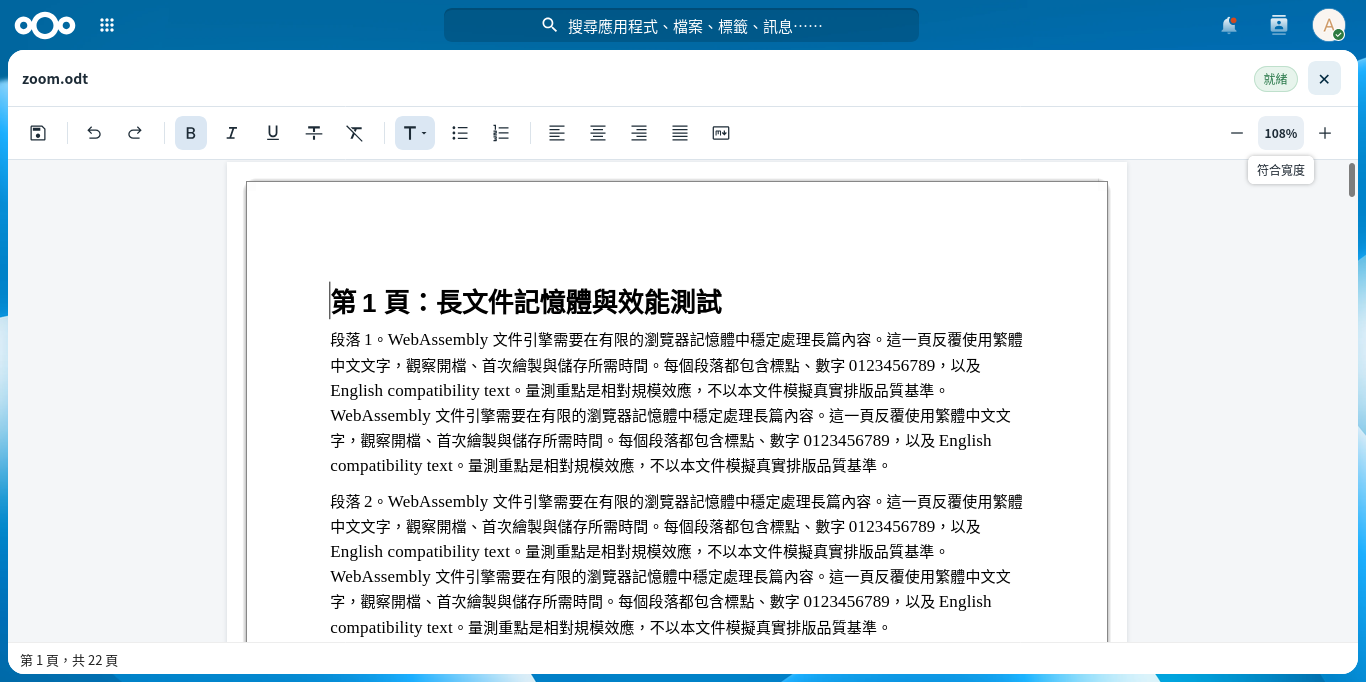 搜尋應用程式、檔案、標籤、訊息⋯⋯
A
zoom.odt
就緒
B I U T T
108%
符合寬度
第 1 頁：長文件記憶體與效能測試
段落 1。WebAssembly 文件引擎需要在有限的瀏覽器記憶體中穩定處理長篇內容。這一頁反覆使用繁體
中文文字，觀察開檔、首次繪製與儲存所需時間。每個段落都包含標點、數字 0123456789，以及
English compatibility text。量測重點是相對規模效應，不以本文件模擬真實排版品質基準。
WebAssembly 文件引擎需要在有限的瀏覽器記憶體中穩定處理長篇內容。這一頁反覆使用繁體中文文
字，觀察開檔、首次繪製與儲存所需時間。每個段落都包含標點、數字 0123456789，以及 English
compatibility text。量測重點是相對規模效應，不以本文件模擬真實排版品質基準。
段落 2。WebAssembly 文件引擎需要在有限的瀏覽器記憶體中穩定處理長篇內容。這一頁反覆使用繁體
中文文字，觀察開檔、首次繪製與儲存所需時間。每個段落都包含標點、數字 0123456789，以及
English compatibility text。量測重點是相對規模效應，不以本文件模擬真實排版品質基準。
WebAssembly 文件引擎需要在有限的瀏覽器記憶體中穩定處理長篇內容。這一頁反覆使用繁體中文文
字，觀察開檔、首次繪製與儲存所需時間。每個段落都包含標點、數字 0123456789，以及 English
compatibility text。量測重點是相對規模效應，不以本文件模擬真實排版品質基準。
第 1 頁，共 22 頁